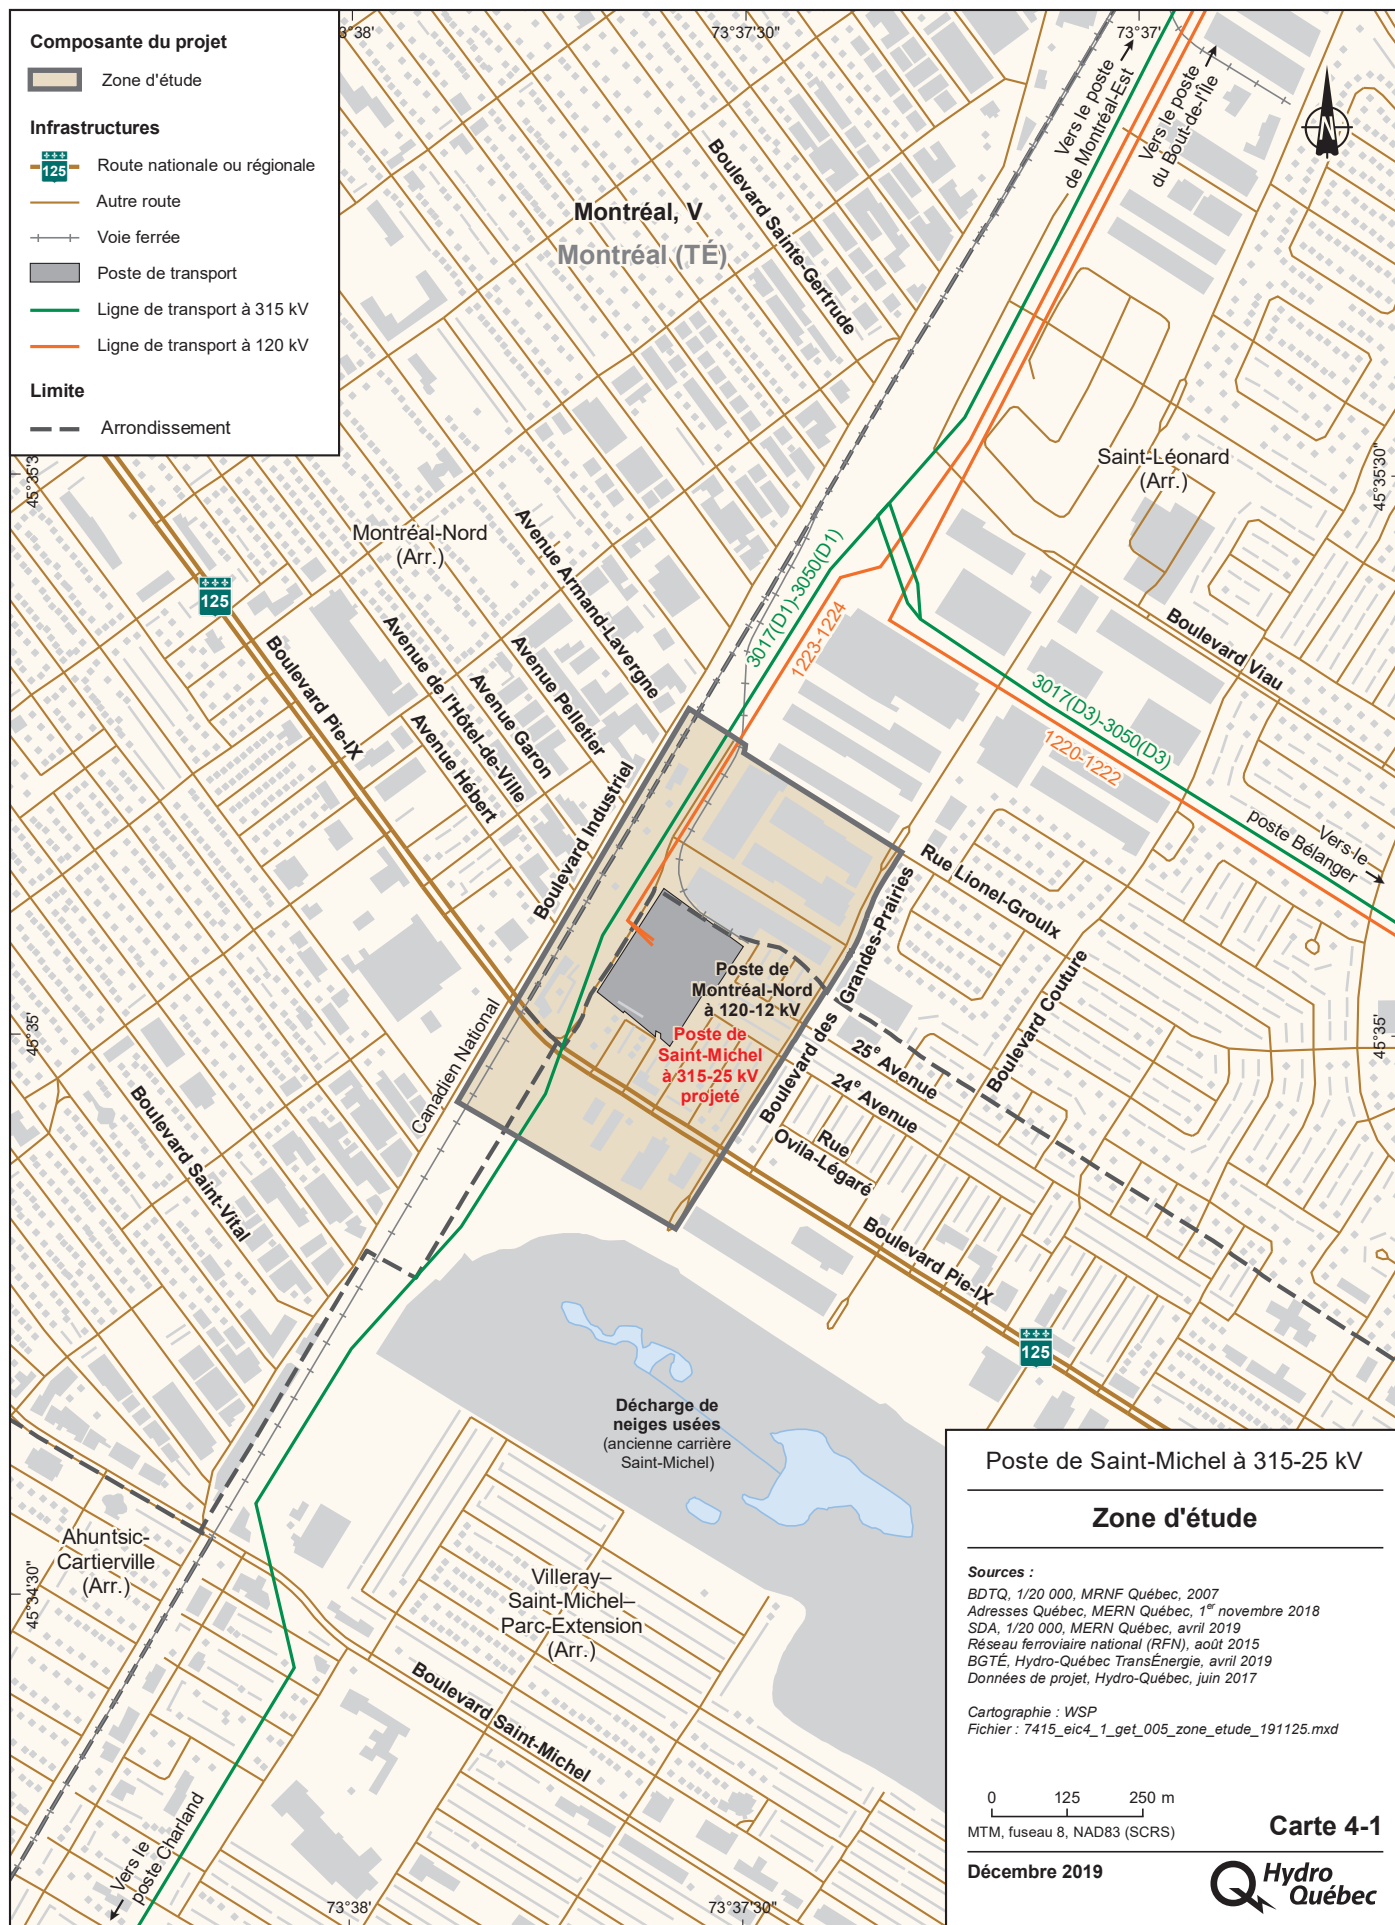 Composante du projet
Zone d'étude
Infrastructures
125
Route nationale ou régionale
Autre route
Voie ferrée
Poste de transport
Ligne de transport à 315 kV
Ligne de transport à 120 kV
Limite
Arrondissement
3°38'
73°37'30"
73°37'
Vers le poste
de Montréal-Est
Vers le poste
du Bout-de-l'Île
N
Boulevard Sainte-Gertrude
Montréal, V
Montréal (TÉ)
45°35'3
45°35'30"
Saint-Léonard
(Arr.)
Montréal-Nord
(Arr.)
125
Avenue Armand-Lavergne
Avenue Pelletier
Avenue Garon
Avenue de l'Hôtel-de-Ville
Avenue Hébert
Boulevard Pie-IX
3017(D1)-3050(D1)
1223-1224
Boulevard Viau
3017(D3)-3050(D3)
1220-1222
Vers le
poste Bélanger
Boulevard Industriel
Rue Lionel-Groulx
Boulevard des Grandes-Prairies
Boulevard Couture
Poste de
Montréal-Nord
à 120-12 kV
Poste de
Saint-Michel
à 315-25 kV
projeté
45°35'
45°35'
Canadien National
25e Avenue
24e Avenue
Rue
Ovila-Légaré
Boulevard Saint-Vital
Boulevard Pie-IX
125
Décharge de
neiges usées
(ancienne carrière
Saint-Michel)
Ahuntsic-
Cartierville
(Arr.)
45°34'30"
Villeray–
Saint-Michel–
Parc-Extension
(Arr.)
Boulevard Saint-Michel
Vers le
poste Charland
73°38'
73°37'30"
Poste de Saint-Michel à 315-25 kV
Zone d'étude
Sources :
BDTQ, 1/20 000, MRNF Québec, 2007
Adresses Québec, MERN Québec, 1er novembre 2018
SDA, 1/20 000, MERN Québec, avril 2019
Réseau ferroviaire national (RFN), août 2015
BGTÉ, Hydro-Québec TransÉnergie, avril 2019
Données de projet, Hydro-Québec, juin 2017
Cartographie : WSP
Fichier : 7415_eic4_1_get_005_zone_etude_191125.mxd
0 125 250 m
MTM, fuseau 8, NAD83 (SCRS)
Carte 4-1
Décembre 2019
Hydro
Québec